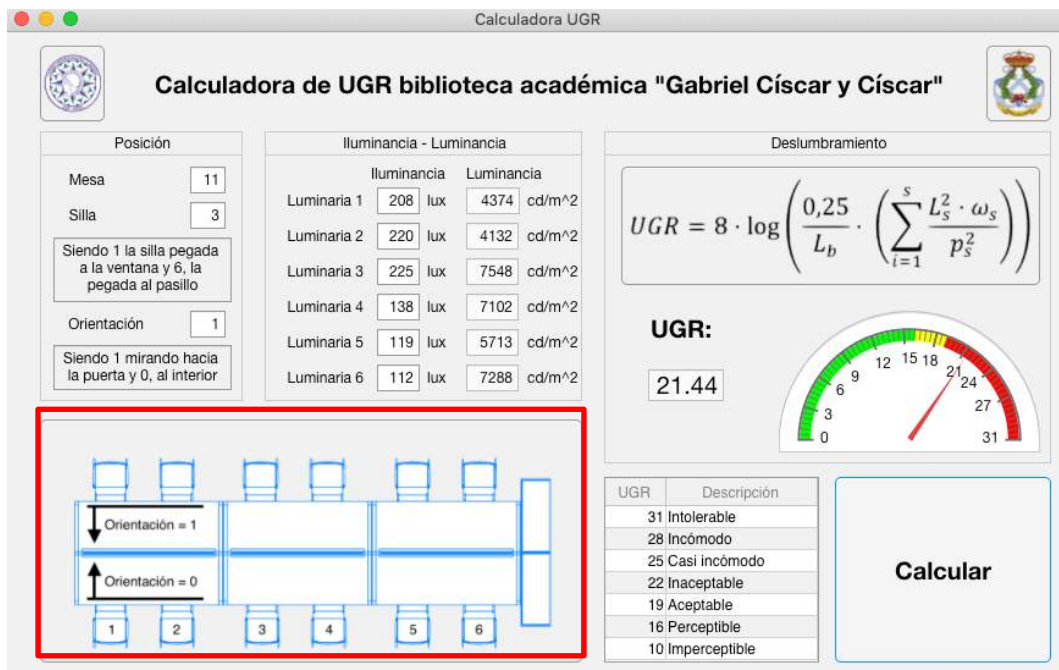 Calculadora UGR
Calculadora de UGR biblioteca académica "Gabriel Císcar y Císcar"
Posición
Mesa 11
Silla 3
Siendo 1 la silla pegada
a la ventana y 6, la
pegada al pasillo
Orientación 1
Siendo 1 mirando hacia
la puerta y 0, al interior
Iluminancia - Luminancia
Iluminancia Luminancia
Luminaria 1 208 lux 4374 cd/m^2
Luminaria 2 220 lux 4132 cd/m^2
Luminaria 3 225 lux 7548 cd/m^2
Luminaria 4 138 lux 7102 cd/m^2
Luminaria 5 119 lux 5713 cd/m^2
Luminaria 6 112 lux 7288 cd/m^2
Deslumbramiento
UGR = 8 · log(0,25/L_b · (∑_{i=1}^{s} L_s^2 · ω_s / p_s^2))
UGR:
21.44
0 3 6 9 12 15 18 21 24 27 31
Orientación = 1
Orientación = 0
1 2 3 4 5 6
UGR Descripción
31 Intolerable
28 Incómodo
25 Casi incómodo
22 Inaceptable
19 Aceptable
16 Perceptible
10 Imperceptible
Calcular